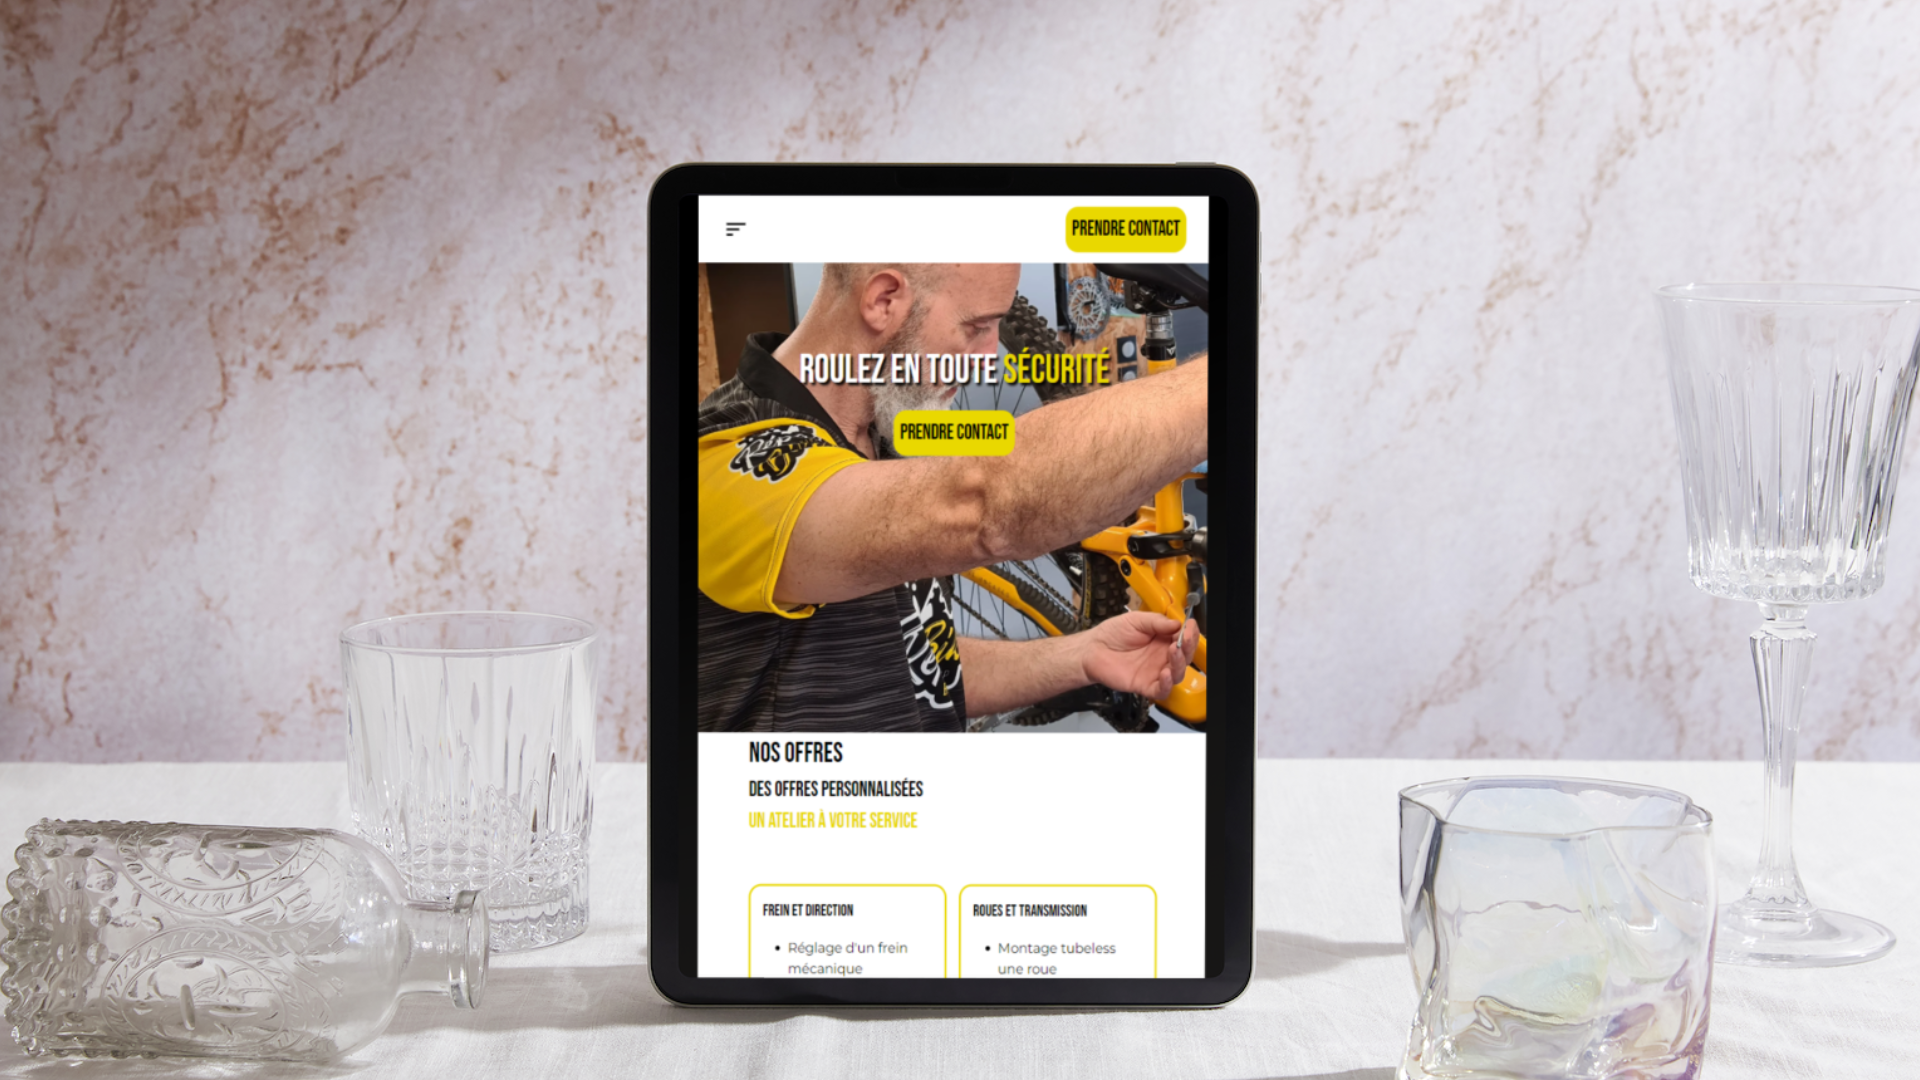 PRENDRE CONTACT
ROULEZ EN TOUTE SÉCURITÉ
PRENDRE CONTACT
NOS OFFRES
DES OFFRES PERSONNALISÉES
UN ATELIER À VOTRE SERVICE
FREIN ET DIRECTION
Réglage d'un frein
mécanique
ROUES ET TRANSMISSION
Montage tubeless
une roue